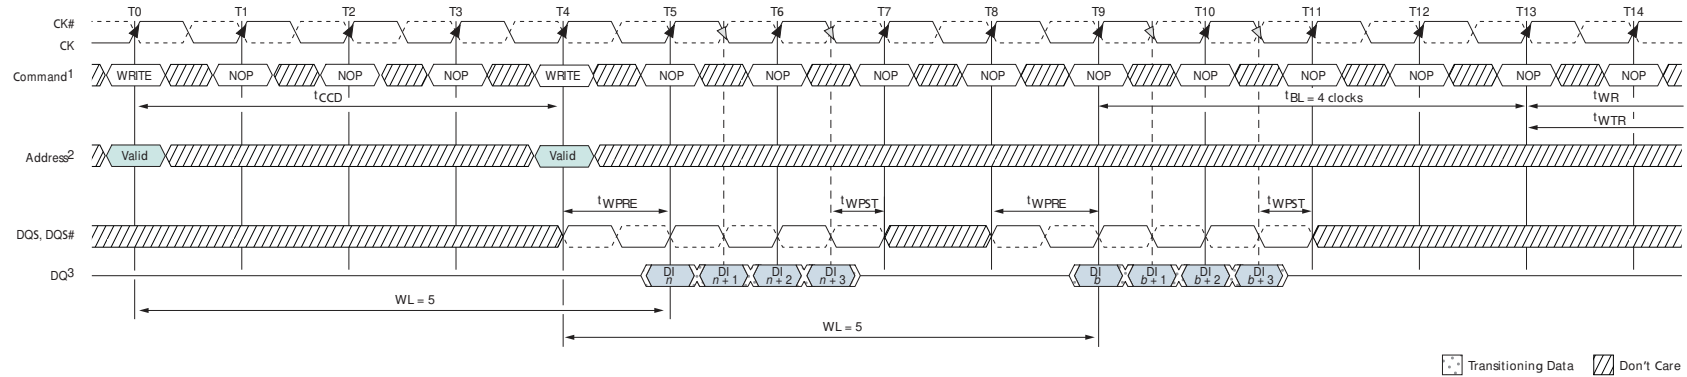 T0 T1 T2 T3 T4 T5 T6 T7 T8 T9 T10 T11 T12 T13 T14
CK#
CK
Command1 WRITE NOP NOP NOP WRITE NOP NOP NOP NOP NOP NOP NOP NOP NOP NOP
tCCD tBL = 4 clocks tWR
tWTR
Address2 Valid Valid
tWPRE tWPST tWPRE tWPST
DQS, DQS#
DQ3 DI n DI n + 1 DI n + 2 DI n + 3 DI b DI b + 1 DI b + 2 DI b + 3
WL = 5
WL = 5
Transitioning Data Don't Care